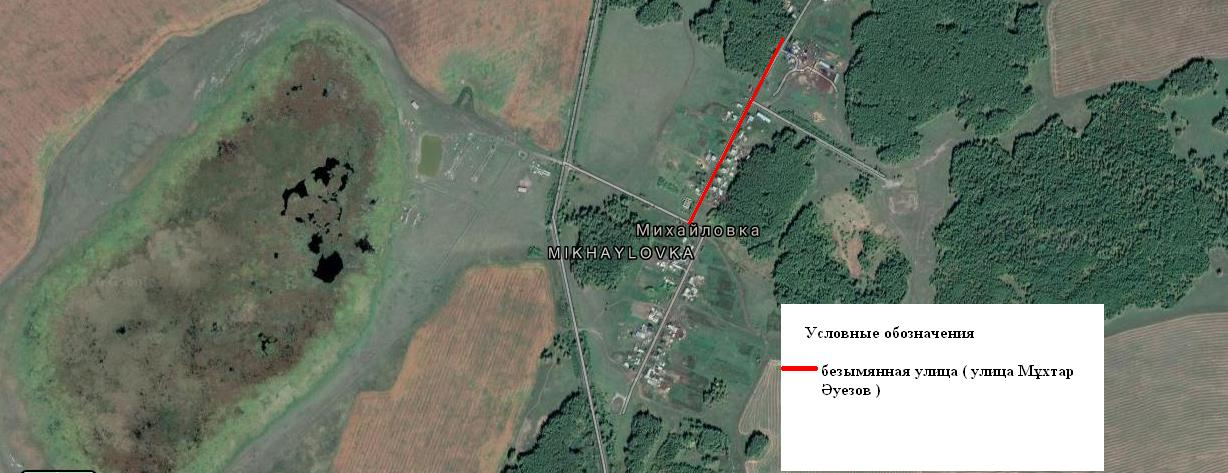 Михайловка
MIKHAYLOVKA
Условные обозначения
безымянная улица ( улица Мұхтар
Әуезов )